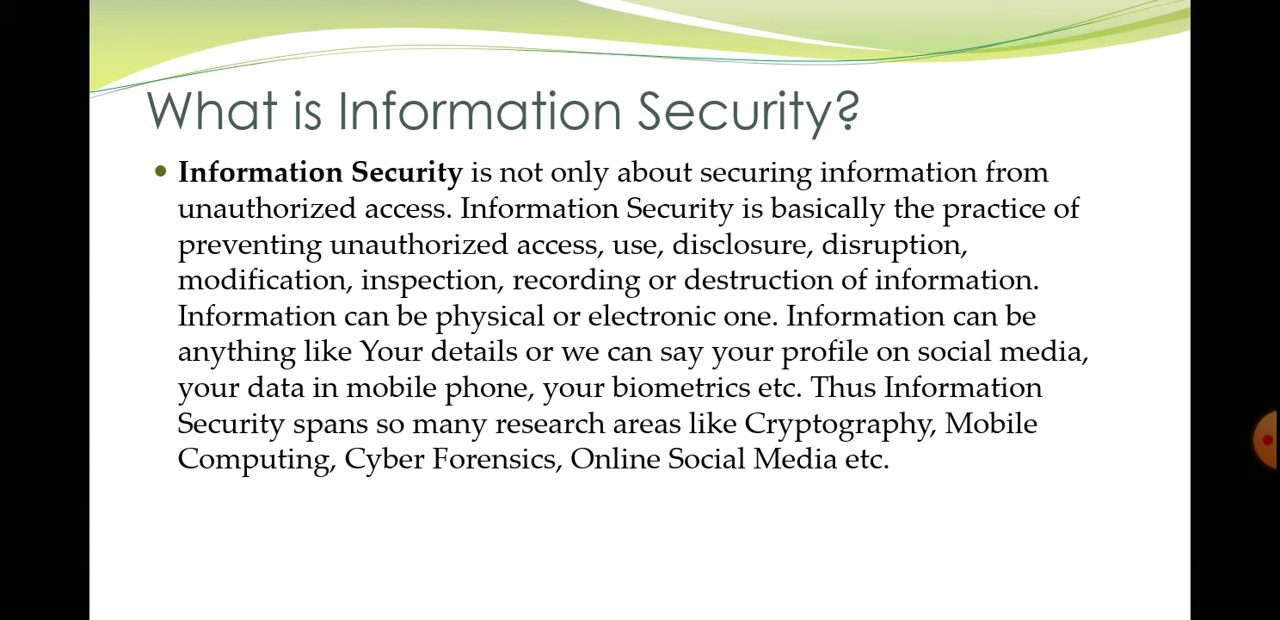 What is Information Security?
• Information Security is not only about securing information from
unauthorized access. Information Security is basically the practice of
preventing unauthorized access, use, disclosure, disruption,
modification, inspection, recording or destruction of information.
Information can be physical or electronic one. Information can be
anything like Your details or we can say your profile on social media,
your data in mobile phone, your biometrics etc. Thus Information
Security spans so many research areas like Cryptography, Mobile
Computing, Cyber Forensics, Online Social Media etc.